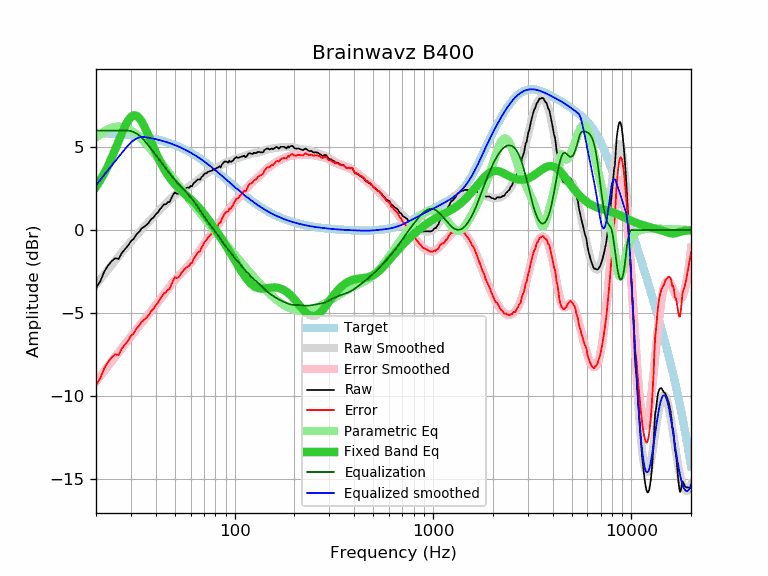 Brainwavz B400
Amplitude (dBr)
5
0
−5
−10
−15
Target
Raw Smoothed
Error Smoothed
Raw
Error
Parametric Eq
Fixed Band Eq
Equalization
Equalized smoothed
100
1000
10000
Frequency (Hz)